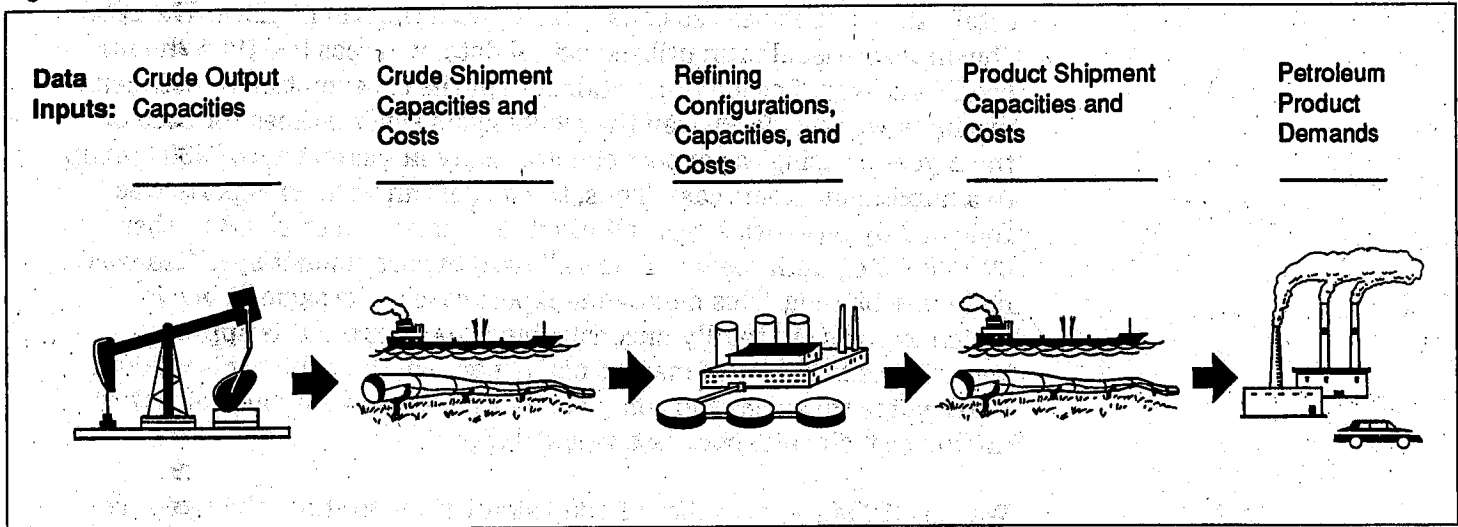 Data Inputs:
Crude Output
Capacities
Crude Shipment
Capacities and
Costs
Refining
Configurations,
Capacities, and
Costs
Product Shipment
Capacities and
Costs
Petroleum
Product
Demands